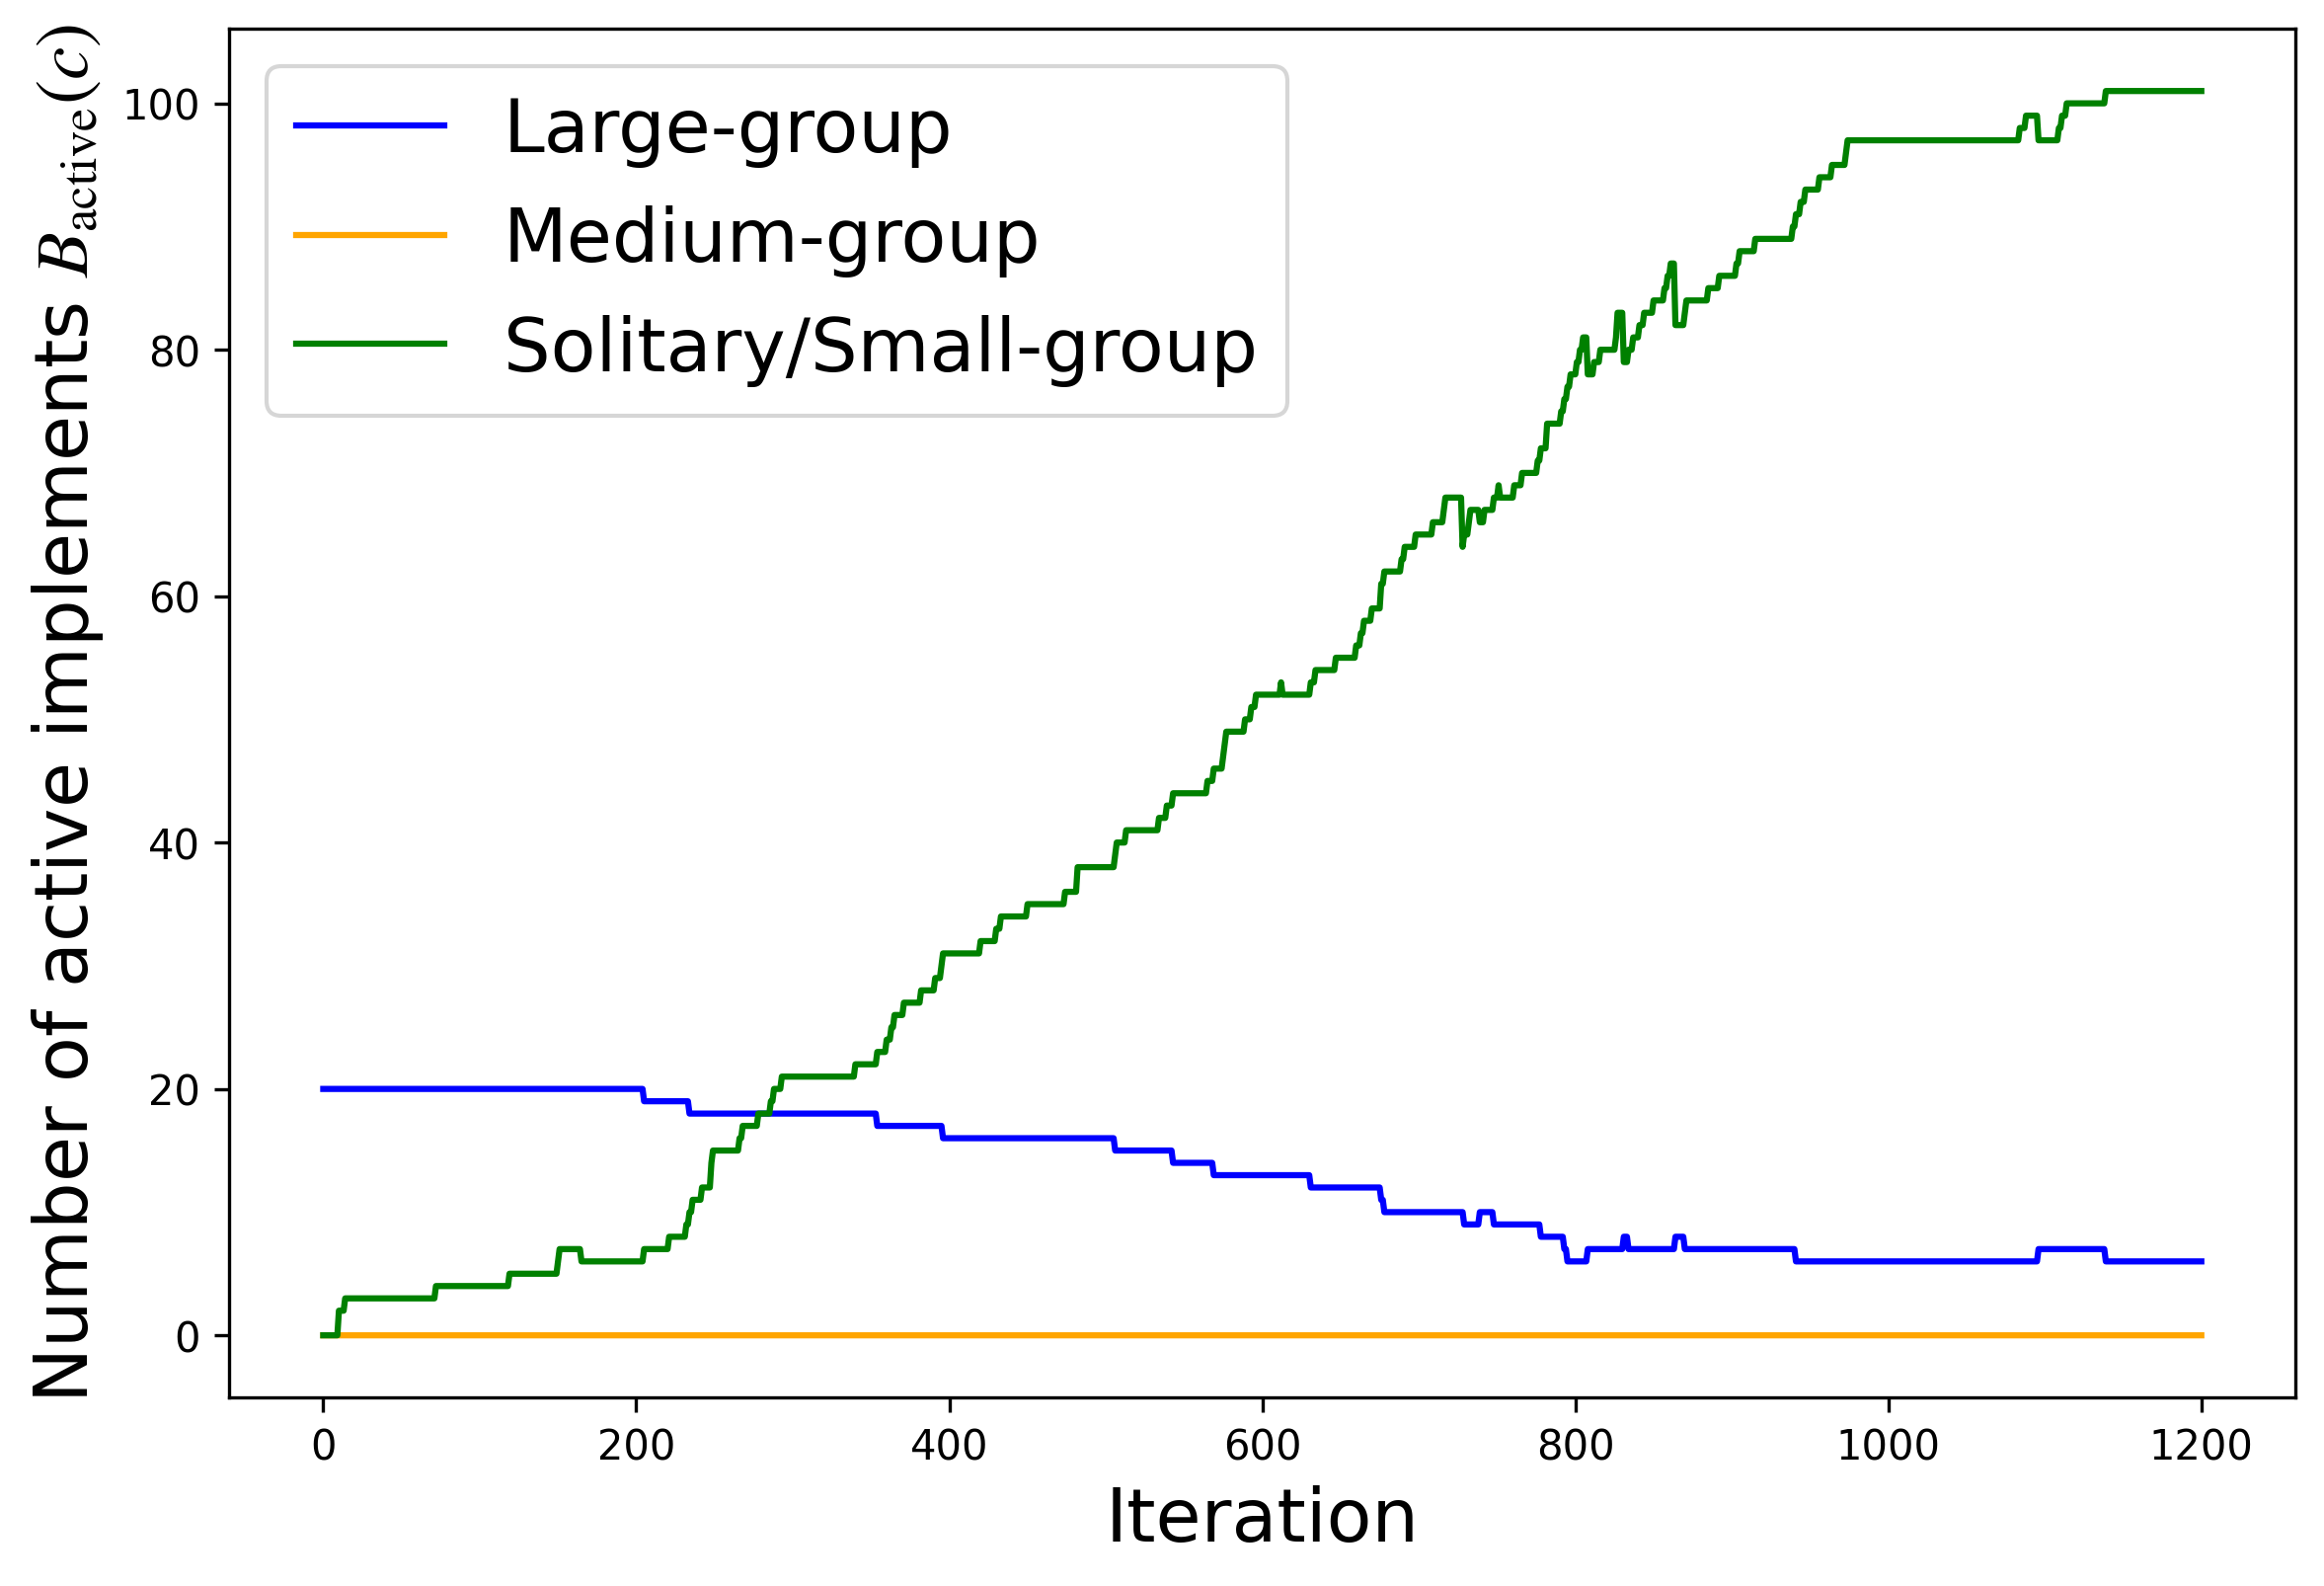 Number of active implements B_active(c)
100
80
60
40
20
0
Large-group
Medium-group
Solitary/Small-group
0 200 400 600 800 1000 1200
Iteration